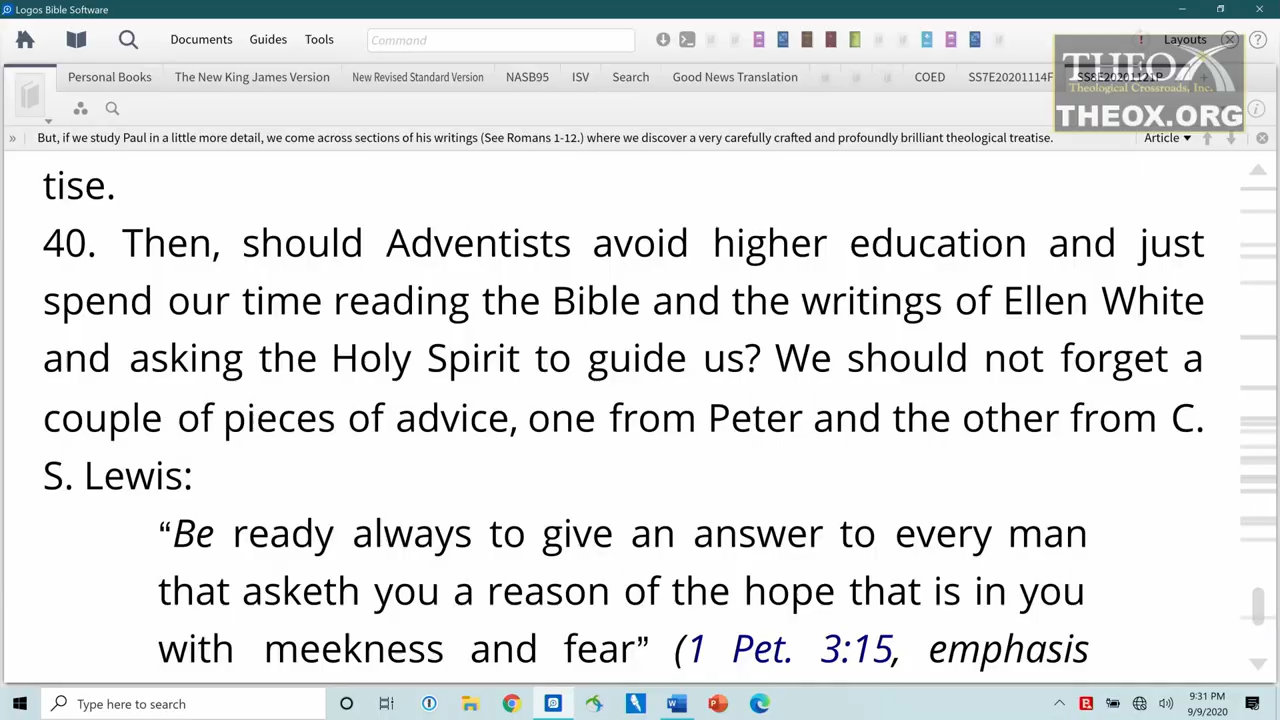 Logos Bible Software
Documents Guides Tools Command Layouts
Personal Books The New King James Version New Revised Standard Version NASB95 ISV Search Good News Translation COED SS7E20201114F SS8E20201121P
THEOX
Theological Crossroads, Inc.
THEOX.ORG
» But, if we study Paul in a little more detail, we come across sections of his writings (See Romans 1-12.) where we discover a very carefully crafted and profoundly brilliant theological treatise. Article
tise.
40. Then, should Adventists avoid higher education and just
spend our time reading the Bible and the writings of Ellen White
and asking the Holy Spirit to guide us? We should not forget a
couple of pieces of advice, one from Peter and the other from C.
S. Lewis:
“Be ready always to give an answer to every man
that asketh you a reason of the hope that is in you
with meekness and fear” (1 Pet. 3:15, emphasis
Type here to search
9:31 PM
9/9/2020